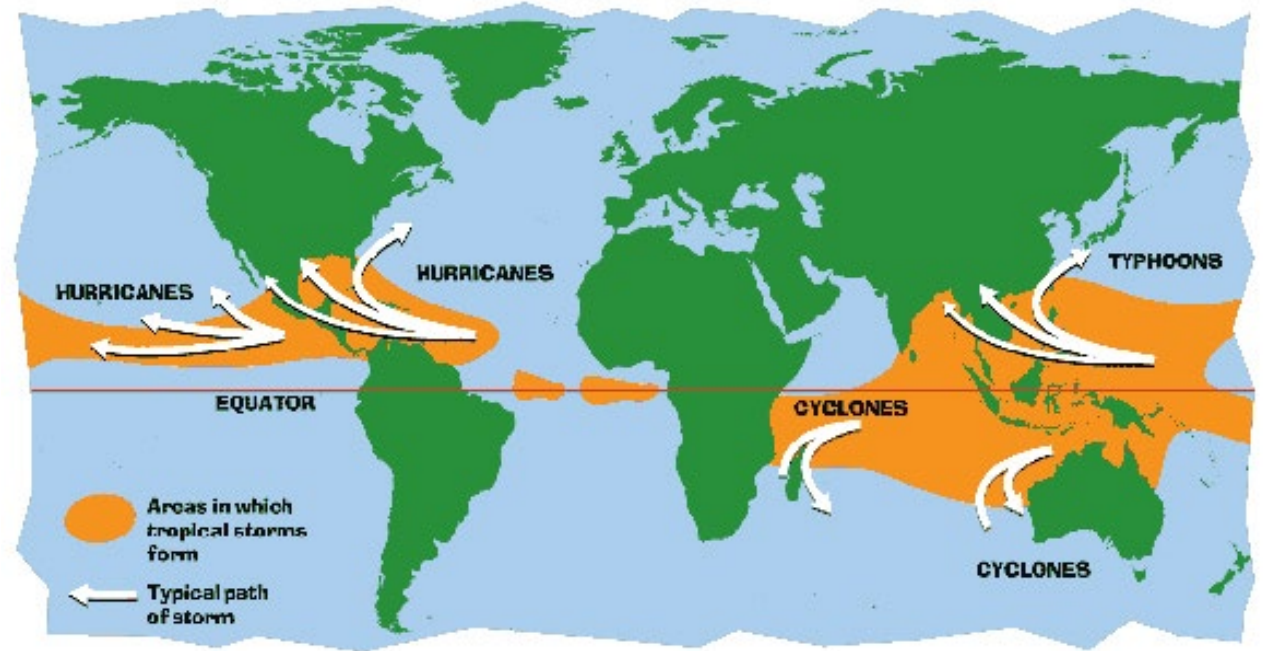 HURRICANES
HURRICANES
TYPHOONS
EQUATOR
CYCLONES
Areas in which
tropical storms
form
CYCLONES
Typical path
of storm